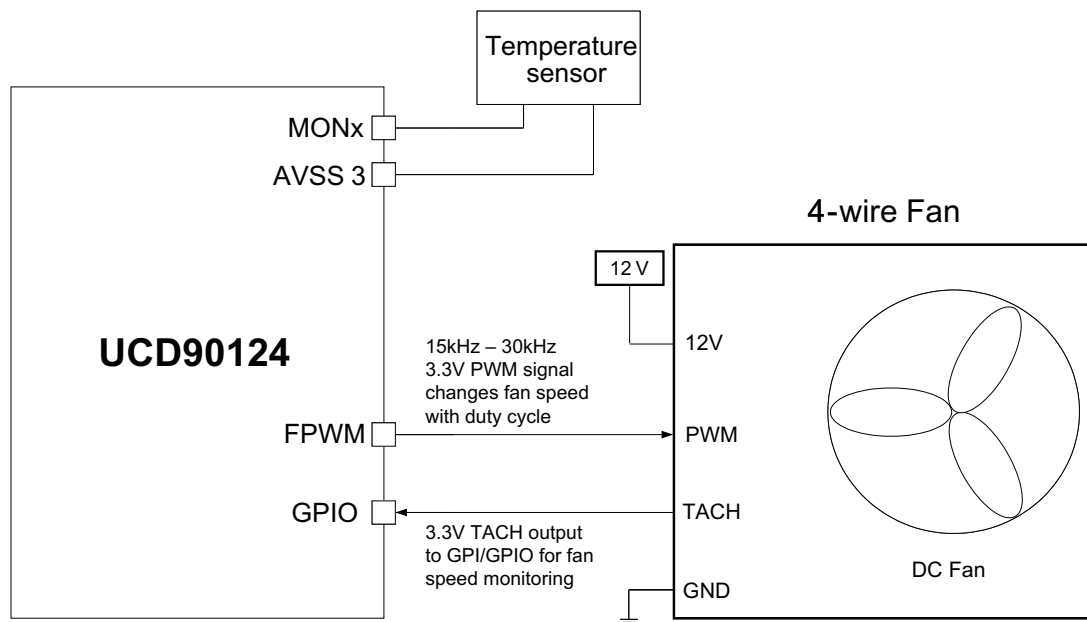 Temperature
sensor
MONx
AVSS 3
4-wire Fan
12 V
UCD90124
15kHz – 30kHz
3.3V PWM signal
changes fan speed
with duty cycle
12V
FPWM
PWM
GPIO
TACH
3.3V TACH output
to GPI/GPIO for fan
speed monitoring
DC Fan
GND